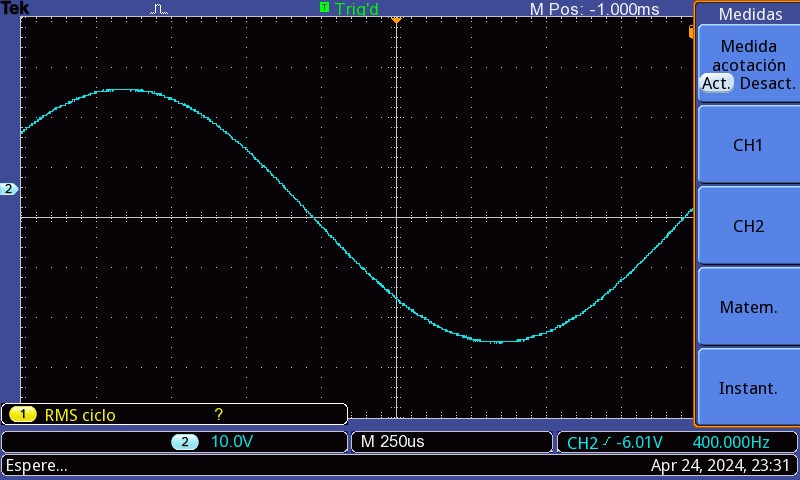 Tek T Trig'd M Pos: -1.000ms
Medidas
Medida
acotación
Act. Desact.
CH1
2
CH2
Matem.
Instant.
1 RMS ciclo ?
2 10.0V M 250us CH2 -6.01V 400.000Hz
Espere... Apr 24, 2024, 23:31